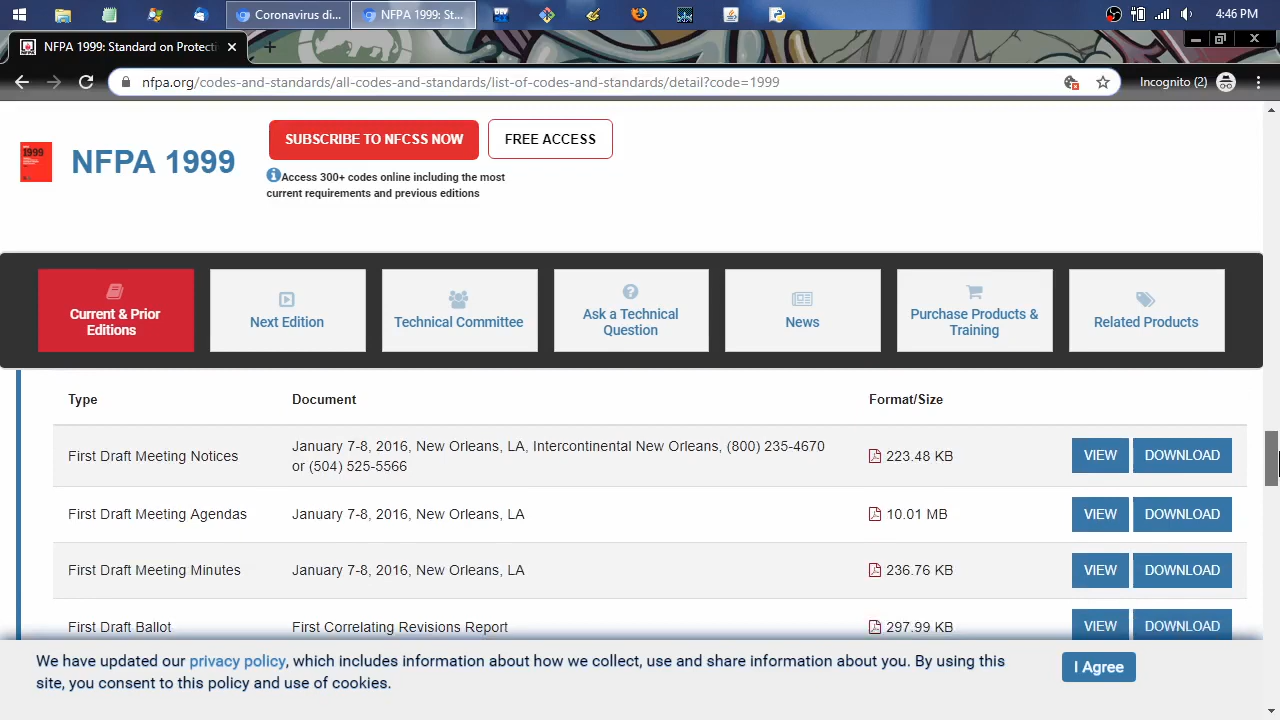 Coronavirus di...
NFPA 1999: St...
4:46 PM
NFPA 1999: Standard on Protecti
nfpa.org/codes-and-standards/all-codes-and-standards/list-of-codes-and-standards/detail?code=1999
Incognito (2)
1999
NFPA 1999
SUBSCRIBE TO NFCSS NOW
FREE ACCESS
Access 300+ codes online including the most
current requirements and previous editions
Current & Prior
Editions
Next Edition
Technical Committee
Ask a Technical
Question
News
Purchase Products &
Training
Related Products
Type
Document
Format/Size
First Draft Meeting Notices
January 7-8, 2016, New Orleans, LA, Intercontinental New Orleans, (800) 235-4670
or (504) 525-5566
223.48 KB
VIEW
DOWNLOAD
First Draft Meeting Agendas
January 7-8, 2016, New Orleans, LA
10.01 MB
VIEW
DOWNLOAD
First Draft Meeting Minutes
January 7-8, 2016, New Orleans, LA
236.76 KB
VIEW
DOWNLOAD
First Draft Ballot
First Correlating Revisions Report
297.99 KB
VIEW
DOWNLOAD
We have updated our privacy policy, which includes information about how we collect, use and share information about you. By using this
site, you consent to this policy and use of cookies.
I Agree